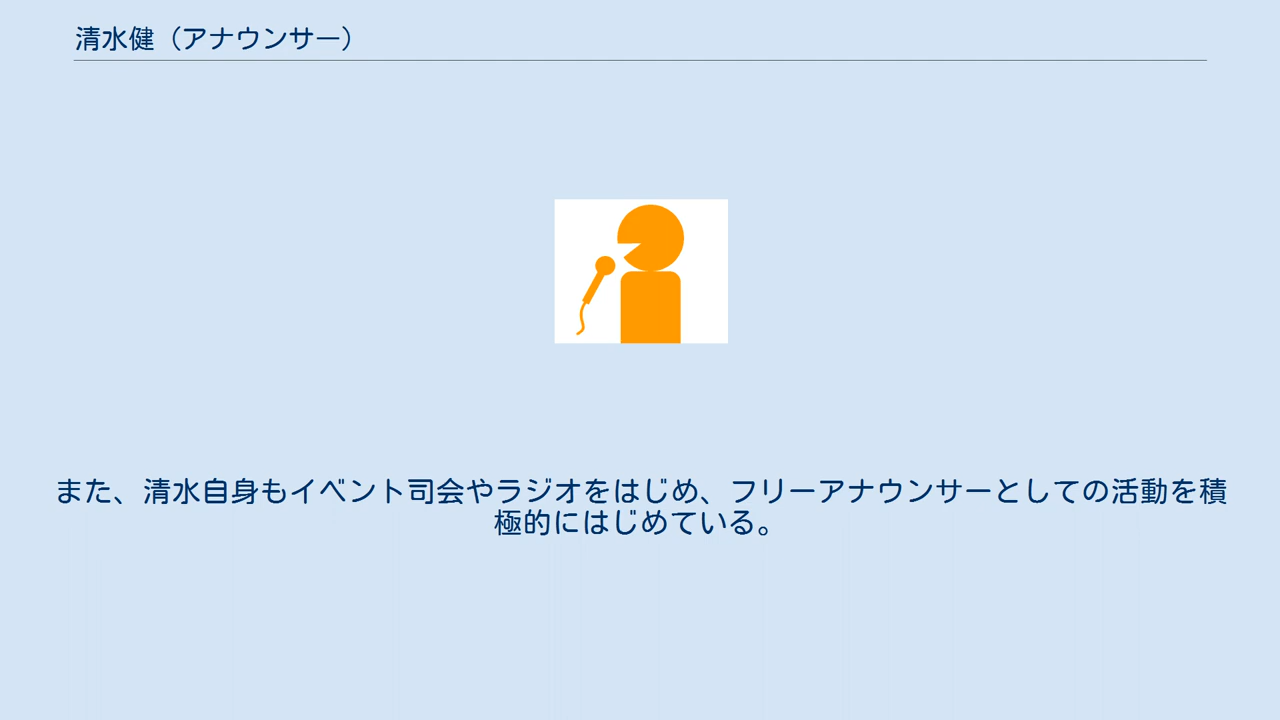 清水健（アナウンサー）
また、清水自身もイベント司会やラジオをはじめ、フリーアナウンサーとしての活動を積
極的にはじめている。